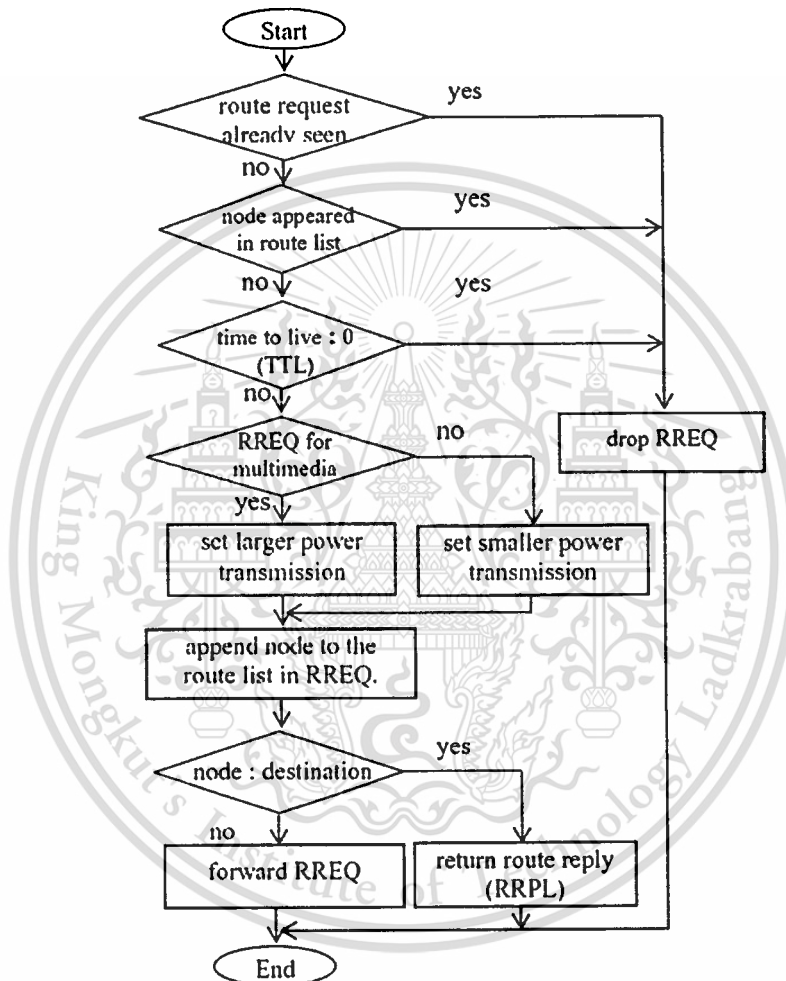 Start
route request
already seen
yes
no
node appeared
in route list
yes
no
time to live : 0
(TTL)
yes
no
RREQ for
multimedia
no
yes
drop RREQ
set larger power
transmission
set smaller power
transmission
append node to the
route list in RREQ.
node : destination
yes
no
forward RREQ
return route reply
(RRPL)
End
King Mongkut's Institute of Technology Ladkrabang